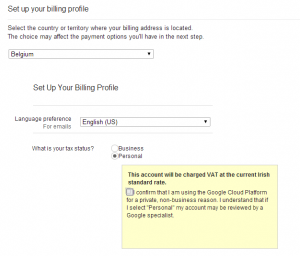 Set up your billing profile
Select the country or territory where your billing address is located.
The choice may affect the payment options you'll have in the next step.
Belgium
Set Up Your Billing Profile
Language preference
For emails
English (US)
What is your tax status?
Business
Personal
This account will be charged VAT at the current Irish
standard rate.
I confirm that I am using the Google Cloud Platform
for a private, non-business reason. I understand that if
I select "Personal" my account may be reviewed by a
Google specialist.